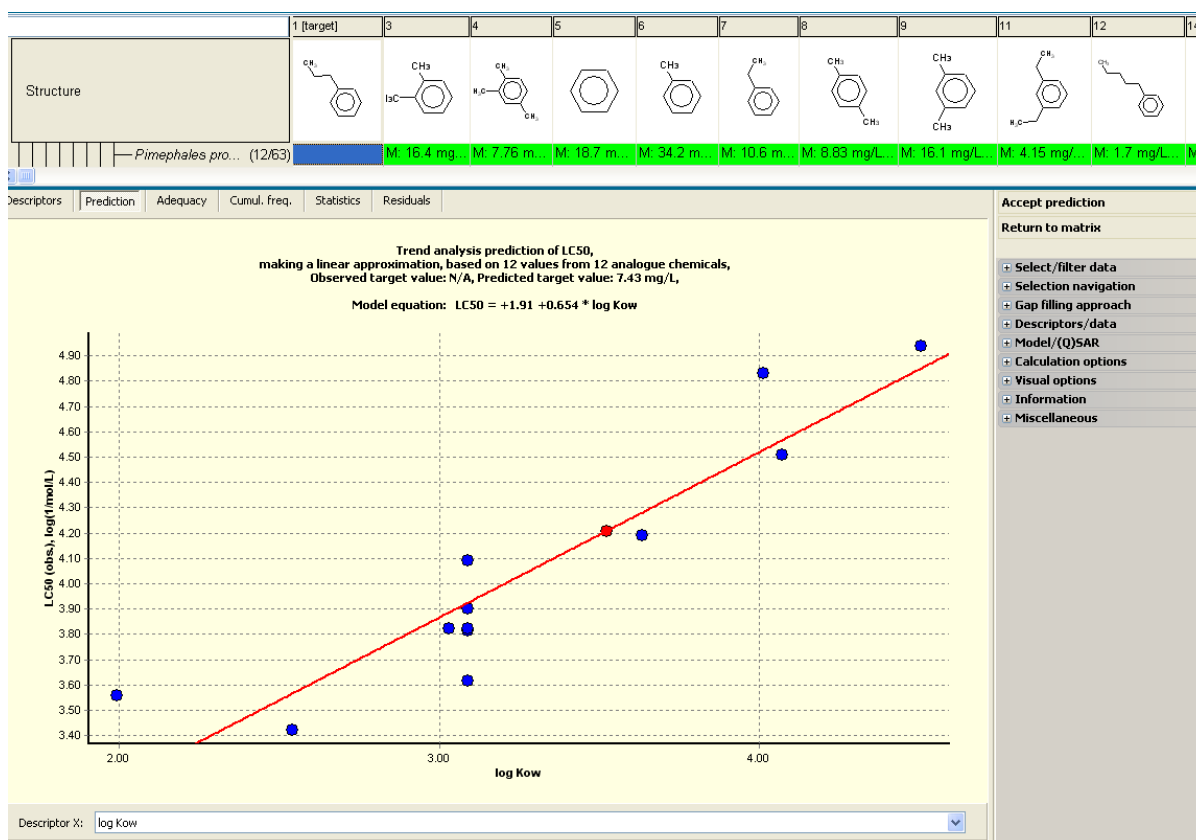 1 [target] 3 4 5 6 7 8 9 11 12 14
Structure
CH₃ CH3 CH₃ CH3 CH₃ CH3 CH3 CH₃ CH₃
I3C H₃C CH₃ CH3 CH3 H₃C
Pimephales pro... (12/63) M: 16.4 mg... M: 7.76 m... M: 18.7 m... M: 34.2 m... M: 10.6 m... M: 8.83 mg/L... M: 16.1 mg/L... M: 4.15 mg/... M: 1.7 mg/L... M
Descriptors Prediction Adequacy Cumul. freq. Statistics Residuals
Trend analysis prediction of LC50,
making a linear approximation, based on 12 values from 12 analogue chemicals,
Observed target value: N/A, Predicted target value: 7.43 mg/L,
Model equation: LC50 = +1.91 +0.654 * log Kow
4.90
4.80
4.70
4.60
4.50
4.40
4.30
4.20
4.10
4.00
3.90
3.80
3.70
3.60
3.50
3.40
LC50 (obs.), log(1/mol/L)
2.00 3.00 4.00
log Kow
Descriptor X: log Kow
Accept prediction
Return to matrix
Select/filter data
Selection navigation
Gap filling approach
Descriptors/data
Model/(Q)SAR
Calculation options
Visual options
Information
Miscellaneous